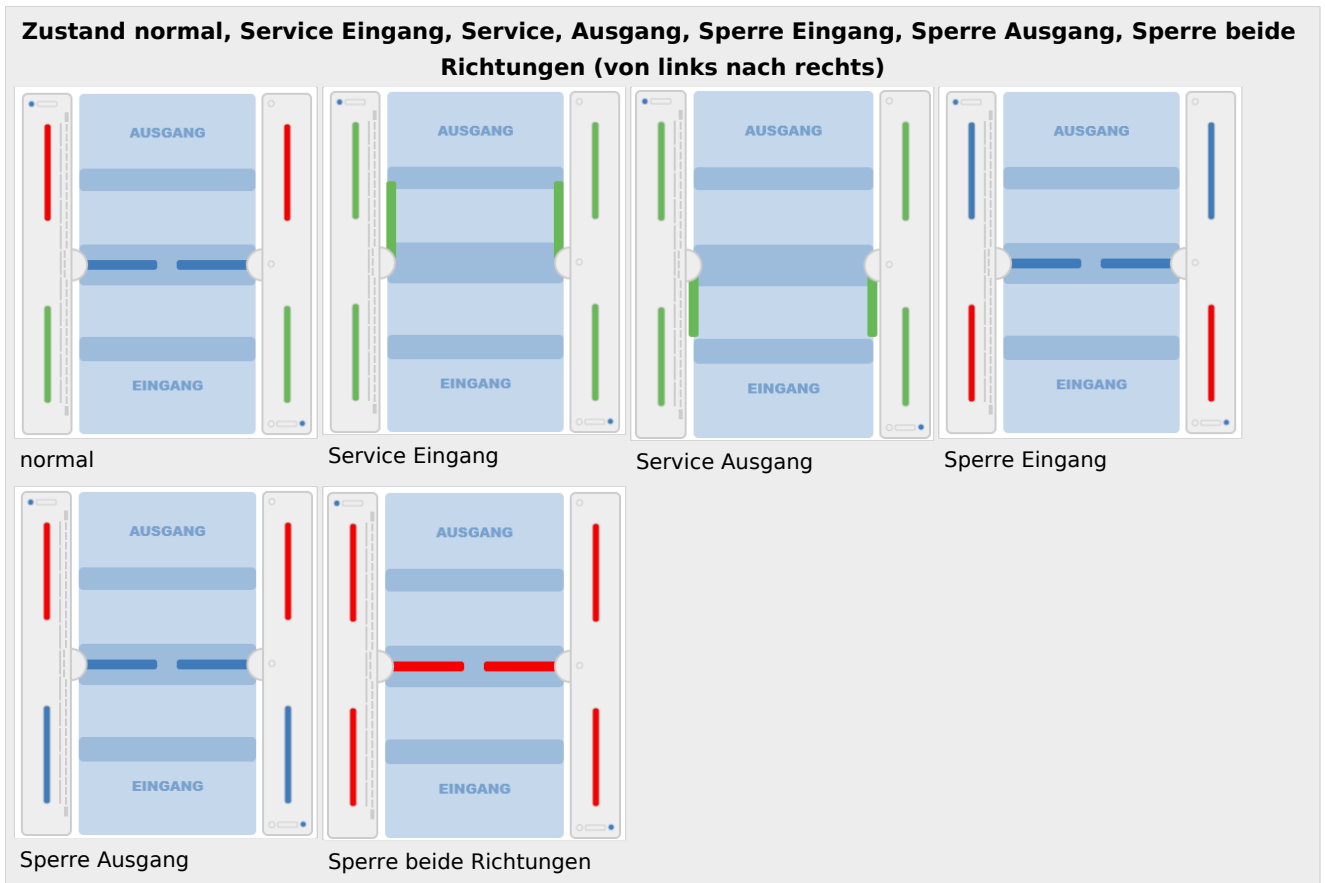 Zustand normal, Service Eingang, Service, Ausgang, Sperre Eingang, Sperre Ausgang, Sperre beide
Richtungen (von links nach rechts)
AUSGANG
EINGANG
normal
AUSGANG
EINGANG
Service Eingang
AUSGANG
EINGANG
Service Ausgang
AUSGANG
EINGANG
Sperre Eingang
AUSGANG
EINGANG
Sperre Ausgang
AUSGANG
EINGANG
Sperre beide Richtungen